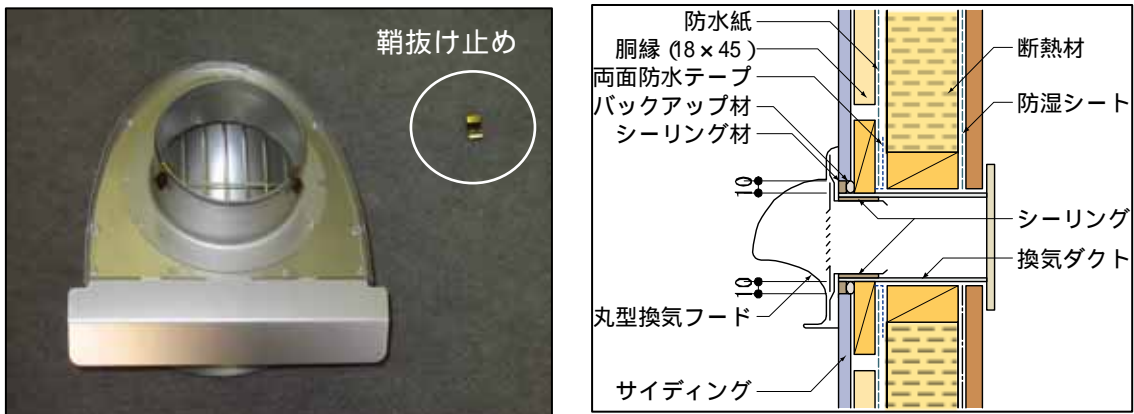 鞘抜け止め
防水紙
胴縁(18×45)
両面防水テープ
バックアップ材
シーリング材
断熱材
防湿シート
10
シーリング
換気ダクト
10
丸型換気フード
サイディング